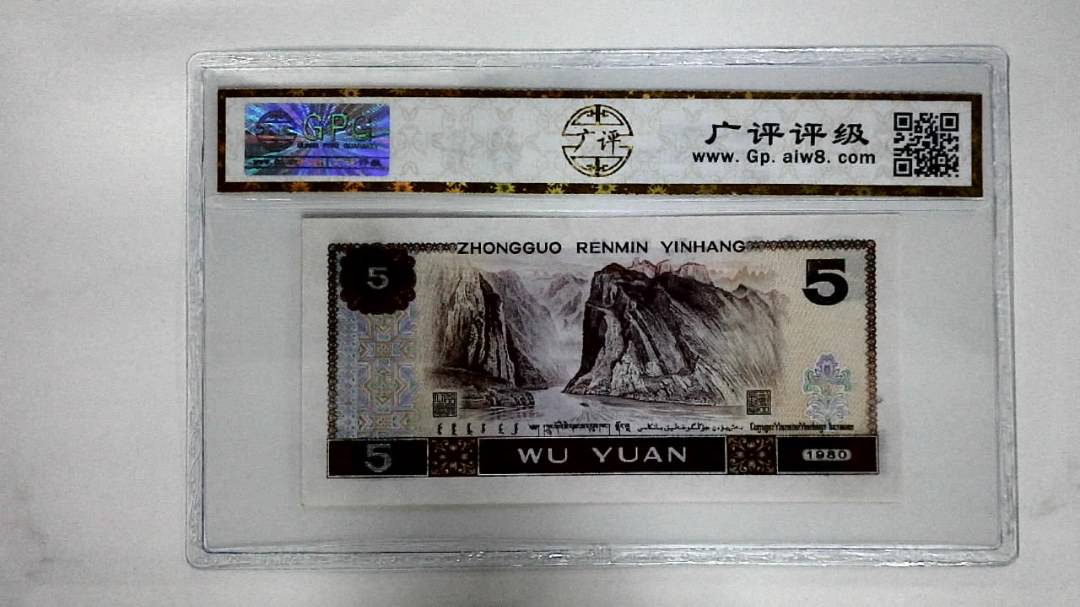 GPG
广评
广评评级
www.Gp.aiw8.com
ZHONGGUO RENMIN YINHANG
5
5
5
WU YUAN
1980